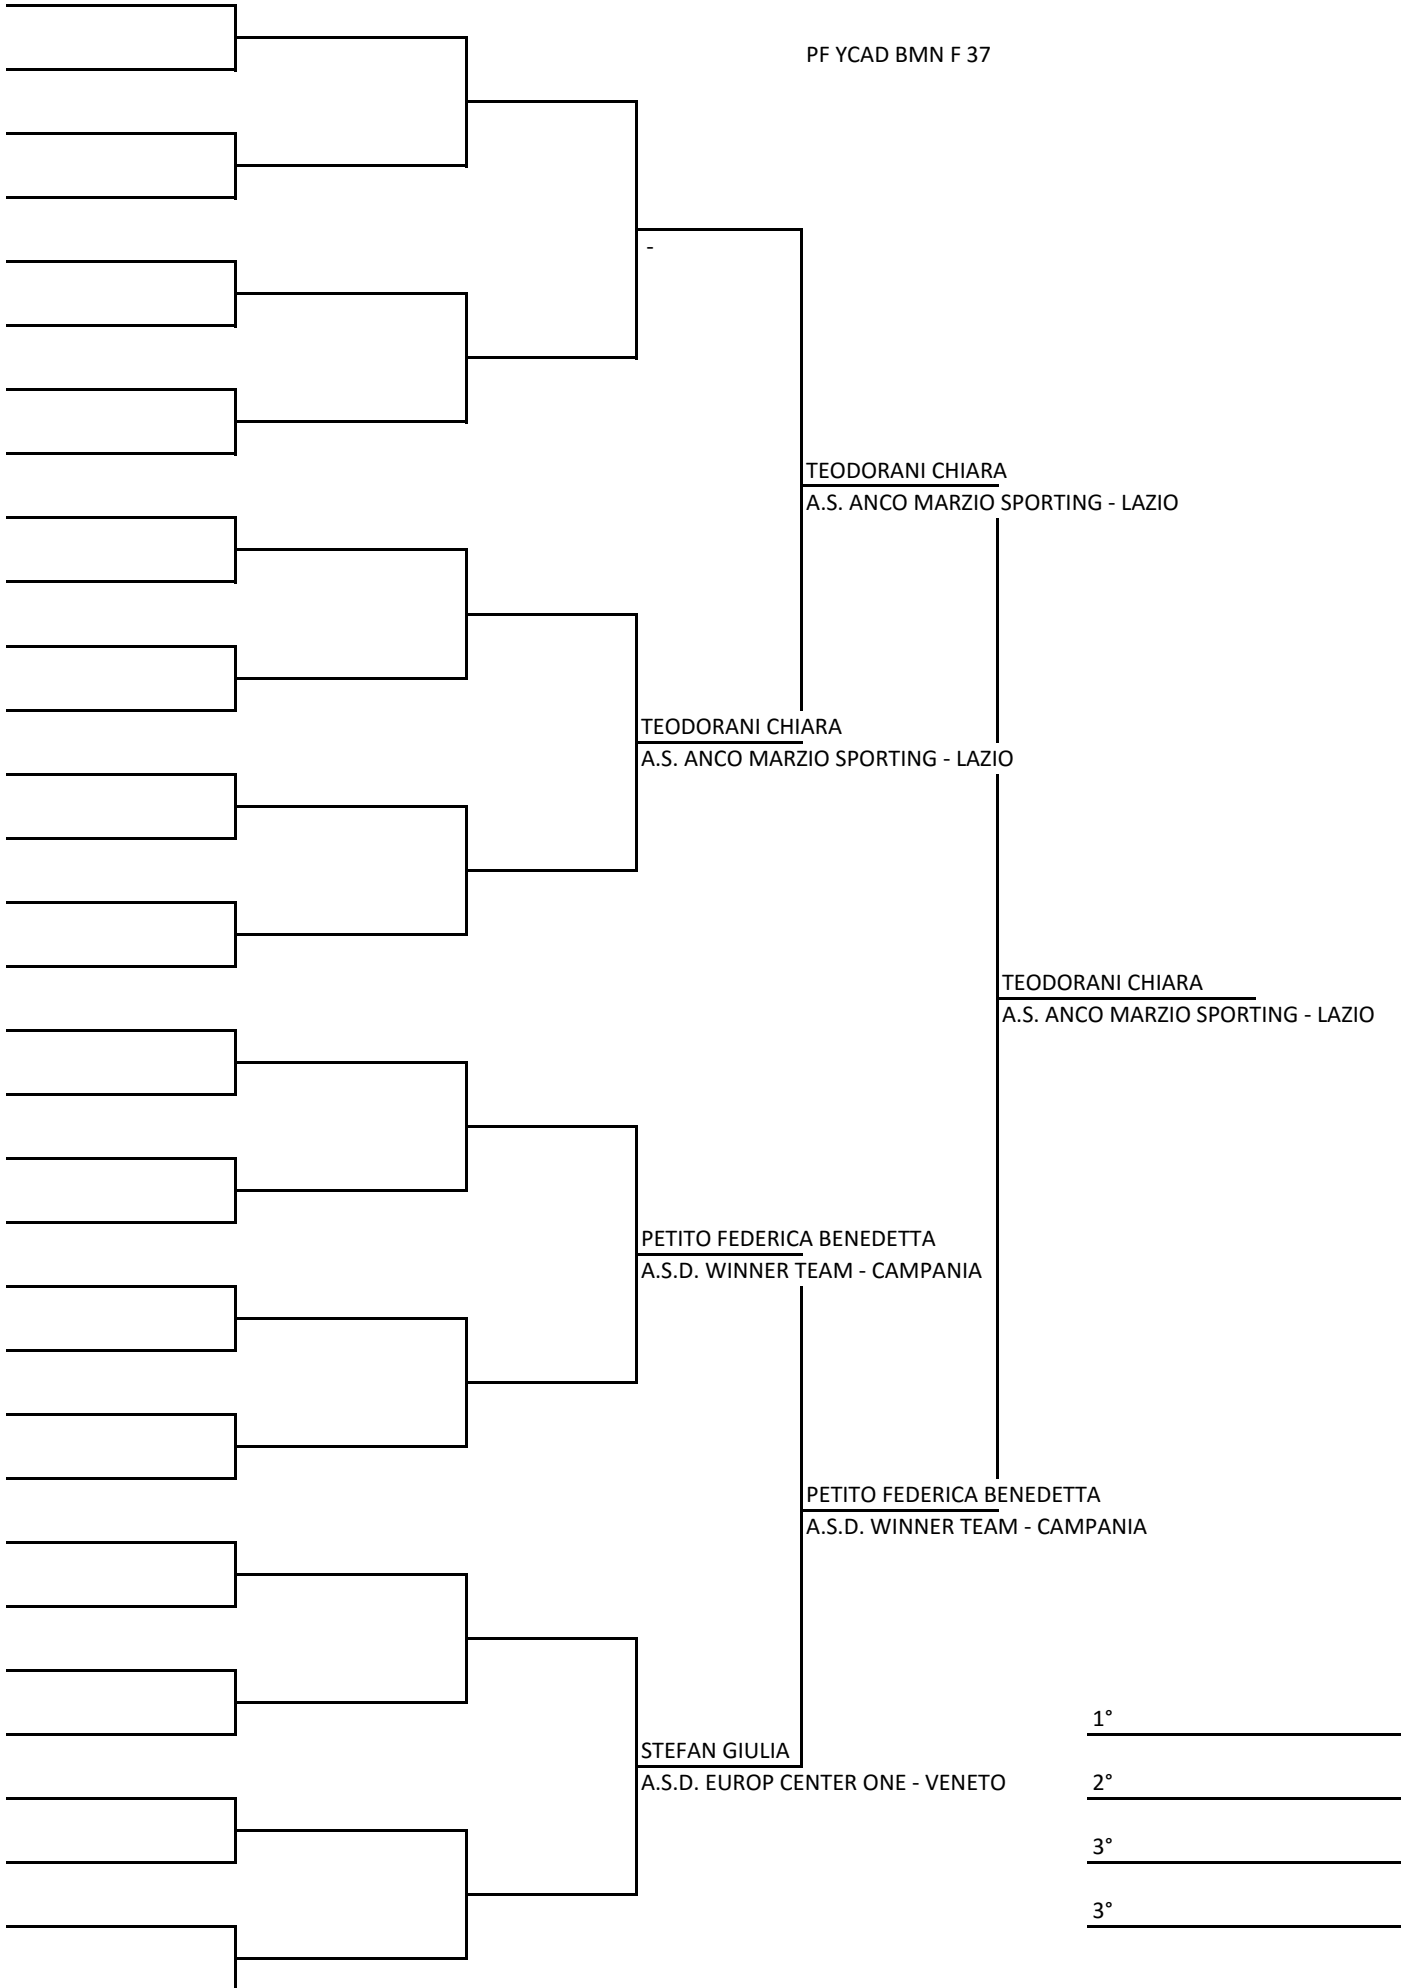 PF YCAD BMN F 37
-
TEODORANI CHIARA
A.S. ANCO MARZIO SPORTING - LAZIO
TEODORANI CHIARA
A.S. ANCO MARZIO SPORTING - LAZIO
TEODORANI CHIARA
A.S. ANCO MARZIO SPORTING - LAZIO
PETITO FEDERICA BENEDETTA
A.S.D. WINNER TEAM - CAMPANIA
PETITO FEDERICA BENEDETTA
A.S.D. WINNER TEAM - CAMPANIA
1°
STEFAN GIULIA
A.S.D. EUROP CENTER ONE - VENETO
2°
3°
3°